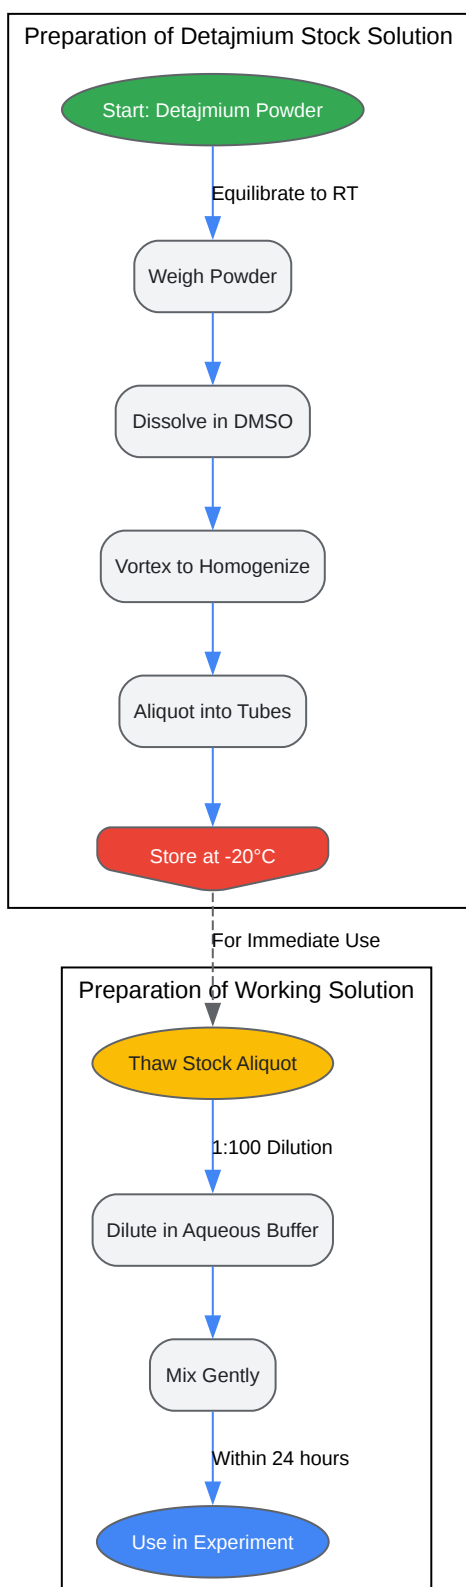 Preparation of Detajmium Stock Solution
Start: Detajmium Powder
Equilibrate to RT
Weigh Powder
Dissolve in DMSO
Vortex to Homogenize
Aliquot into Tubes
Store at -20°C
For Immediate Use
Preparation of Working Solution
Thaw Stock Aliquot
1:100 Dilution
Dilute in Aqueous Buffer
Mix Gently
Within 24 hours
Use in Experiment